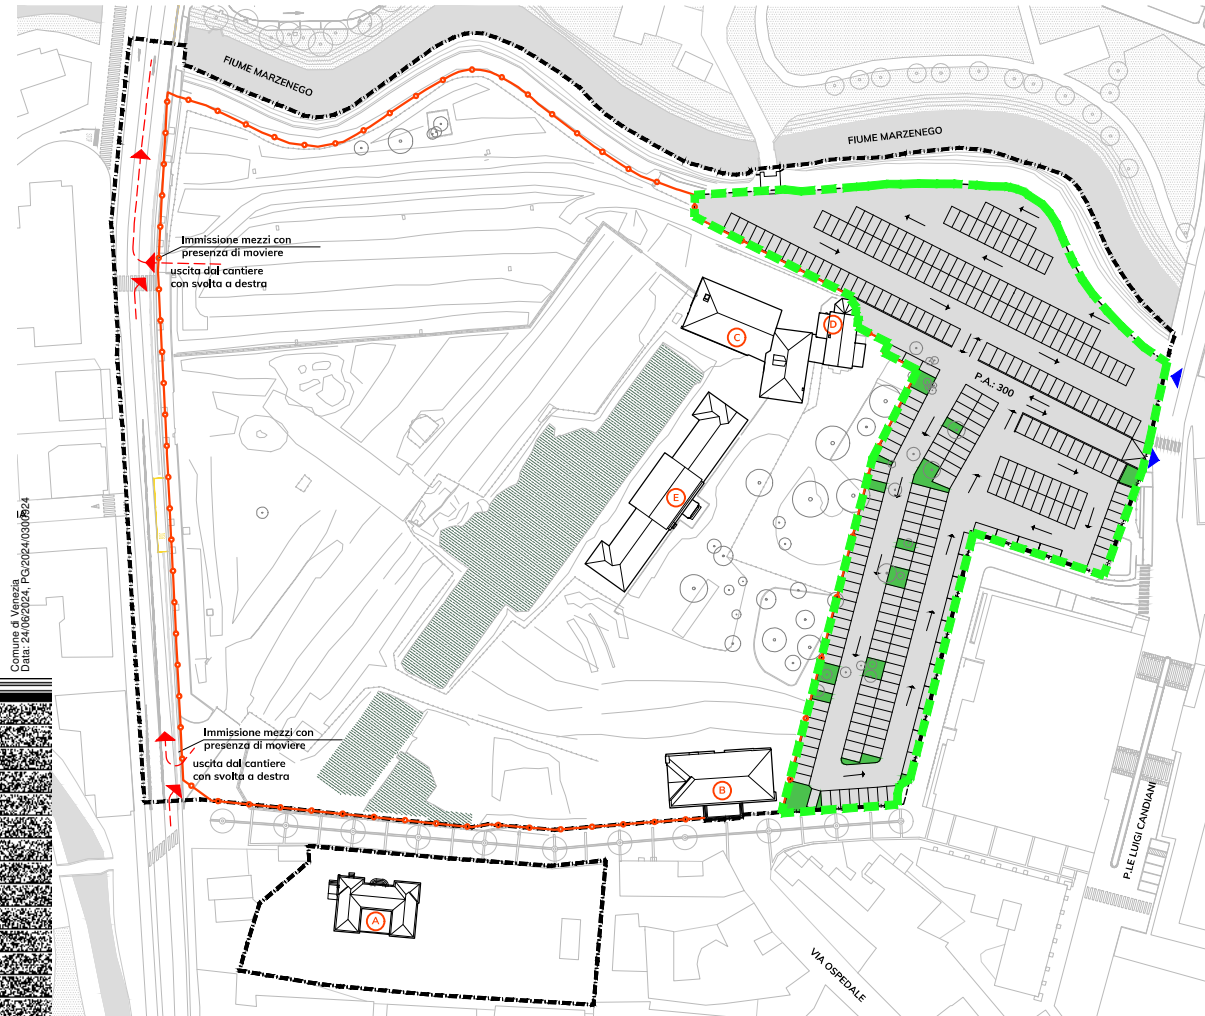 FIUME MARZENEGO
FIUME MARZENEGO
Immissione mezzi con
presenza di moviere
uscita dal cantiere
con svolta a destra
C
D
P.A.: 300
E
Comune di Venezia
Data: 24/06/2024, PG/2024/0300824
Immissione mezzi con
presenza di moviere
uscita dal cantiere
con svolta a destra
B
P.LE LUIGI CANDIANI
A
VIA OSPEDALE